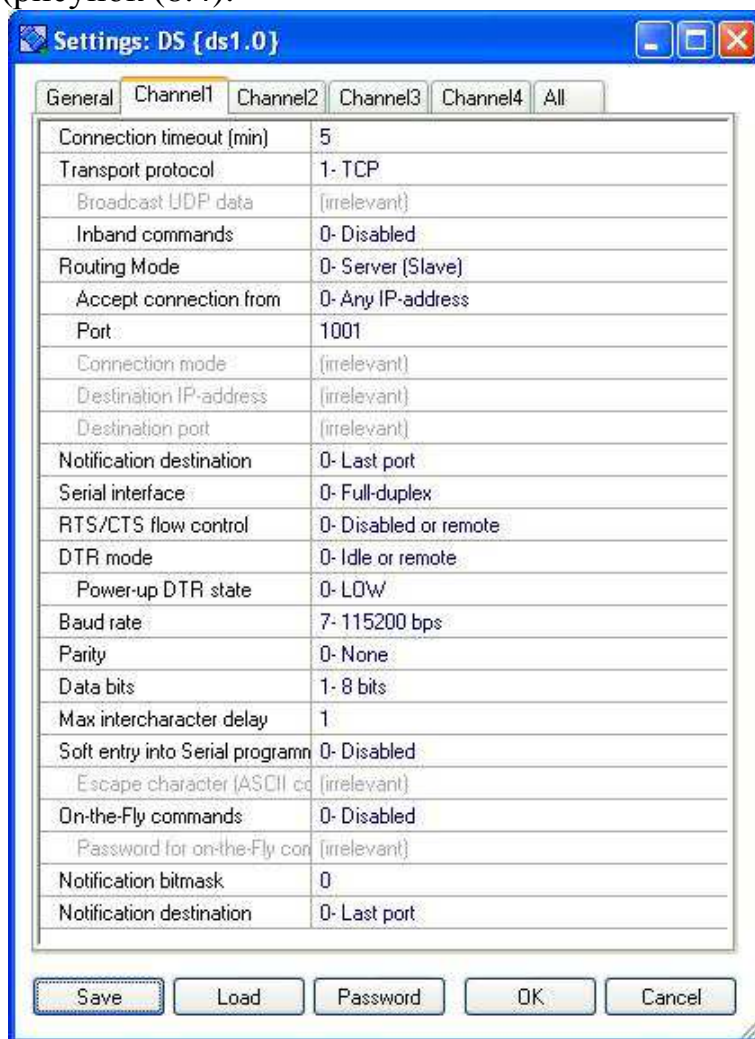 (рисунок (8.4).
Settings: DS {ds1.0}
General Channel1 Channel2 Channel3 Channel4 All
Connection timeout (min) 5
Transport protocol 1- TCP
Broadcast UDP data (irrelevant)
Inband commands 0- Disabled
Routing Mode 0- Server (Slave)
Accept connection from 0- Any IP-address
Port 1001
Connection mode (irrelevant)
Destination IP-address (irrelevant)
Destination port (irrelevant)
Notification destination 0- Last port
Serial interface 0- Full-duplex
RTS/CTS flow control 0- Disabled or remote
DTR mode 0- Idle or remote
Power-up DTR state 0- LOW
Baud rate 7- 115200 bps
Parity 0- None
Data bits 1- 8 bits
Max intercharacter delay 1
Soft entry into Serial programm 0- Disabled
Escape character (ASCII co (irrelevant)
On-the-Fly commands 0- Disabled
Password for on-the-Fly con (irrelevant)
Notification bitmask 0
Notification destination 0- Last port
Save Load Password OK Cancel